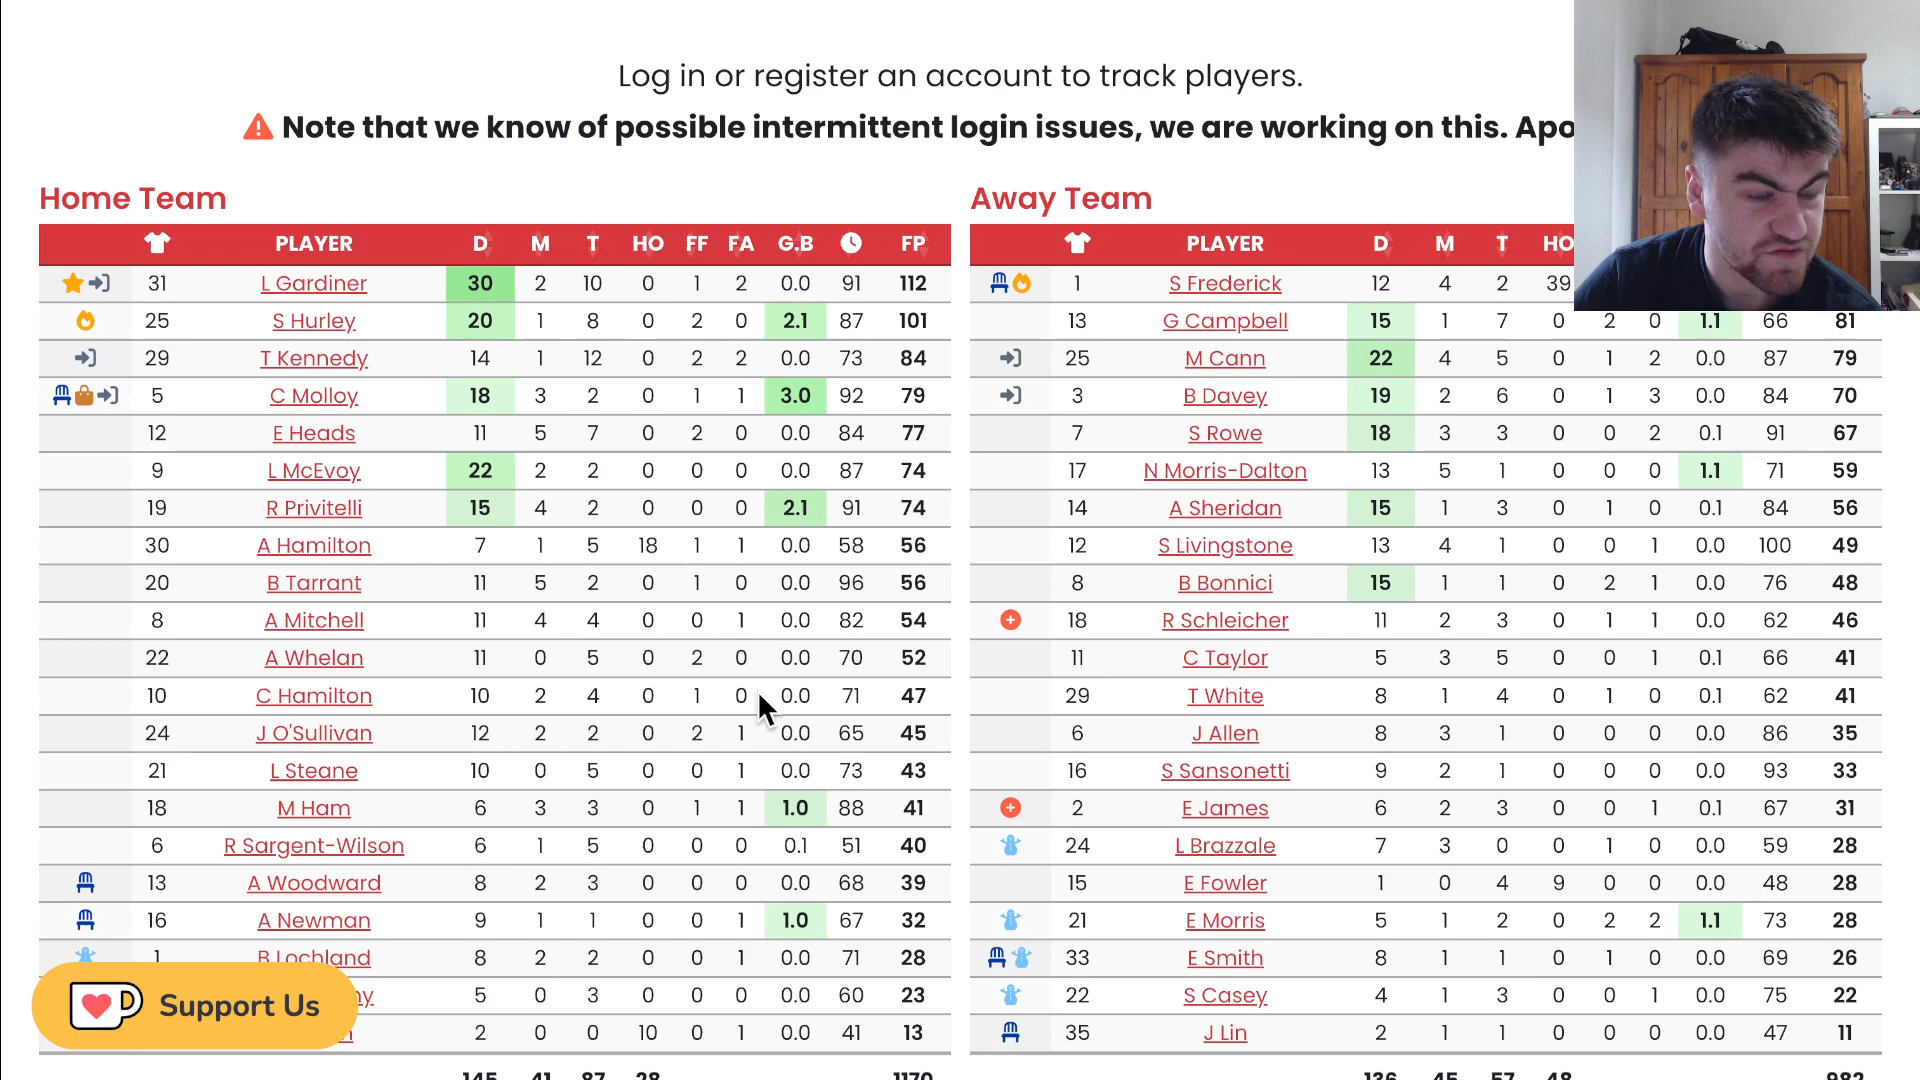 Log in or register an account to track players.
Note that we know of possible intermittent login issues, we are working on this. Apo
Home Team
PLAYER D M T HO FF FA G.B FP
31 L Gardiner 30 2 10 0 1 2 0.0 91 112
25 S Hurley 20 1 8 0 2 0 2.1 87 101
29 T Kennedy 14 1 12 0 2 2 0.0 73 84
5 C Molloy 18 3 2 0 1 1 3.0 92 79
12 E Heads 11 5 7 0 2 0 0.0 84 77
9 L McEvoy 22 2 2 0 0 0 0.0 87 74
19 R Privitelli 15 4 2 0 0 0 2.1 91 74
30 A Hamilton 7 1 5 18 1 1 0.0 58 56
20 B Tarrant 11 5 2 0 1 0 0.0 96 56
8 A Mitchell 11 4 4 0 0 1 0.0 82 54
22 A Whelan 11 0 5 0 2 0 0.0 70 52
10 C Hamilton 10 2 4 0 1 0 0.0 71 47
24 J O'Sullivan 12 2 2 0 2 1 0.0 65 45
21 L Steane 10 0 5 0 0 1 0.0 73 43
18 M Ham 6 3 3 0 1 1 1.0 88 41
6 R Sargent-Wilson 6 1 5 0 0 0 0.1 51 40
13 A Woodward 8 2 3 0 0 0 0.0 68 39
16 A Newman 9 1 1 0 0 1 1.0 67 32
1 B Lochland 8 2 2 0 0 1 0.0 71 28
y 5 0 3 0 0 0 0.0 60 23
2 0 0 10 0 1 0.0 41 13
145 41 87 28 1170
Support Us
Away Team
PLAYER D M T HO
1 S Frederick 12 4 2 39
13 G Campbell 15 1 7 0 2 0 1.1 66 81
25 M Cann 22 4 5 0 1 2 0.0 87 79
3 B Davey 19 2 6 0 1 3 0.0 84 70
7 S Rowe 18 3 3 0 0 2 0.1 91 67
17 N Morris-Dalton 13 5 1 0 0 0 1.1 71 59
14 A Sheridan 15 1 3 0 1 0 0.1 84 56
12 S Livingstone 13 4 1 0 0 1 0.0 100 49
8 B Bonnici 15 1 1 0 2 1 0.0 76 48
18 R Schleicher 11 2 3 0 1 1 0.0 62 46
11 C Taylor 5 3 5 0 0 1 0.1 66 41
29 T White 8 1 4 0 1 0 0.1 62 41
6 J Allen 8 3 1 0 0 0 0.0 86 35
16 S Sansonetti 9 2 1 0 0 0 0.0 93 33
2 E James 6 2 3 0 0 1 0.1 67 31
24 L Brazzale 7 3 0 0 1 0 0.0 59 28
15 E Fowler 1 0 4 9 0 0 0.0 48 28
21 E Morris 5 1 2 0 2 2 1.1 73 28
33 E Smith 8 1 1 0 1 0 0.0 69 26
22 S Casey 4 1 3 0 0 1 0.0 75 22
35 J Lin 2 1 1 0 0 0 0.0 47 11
136 45 57 48 982